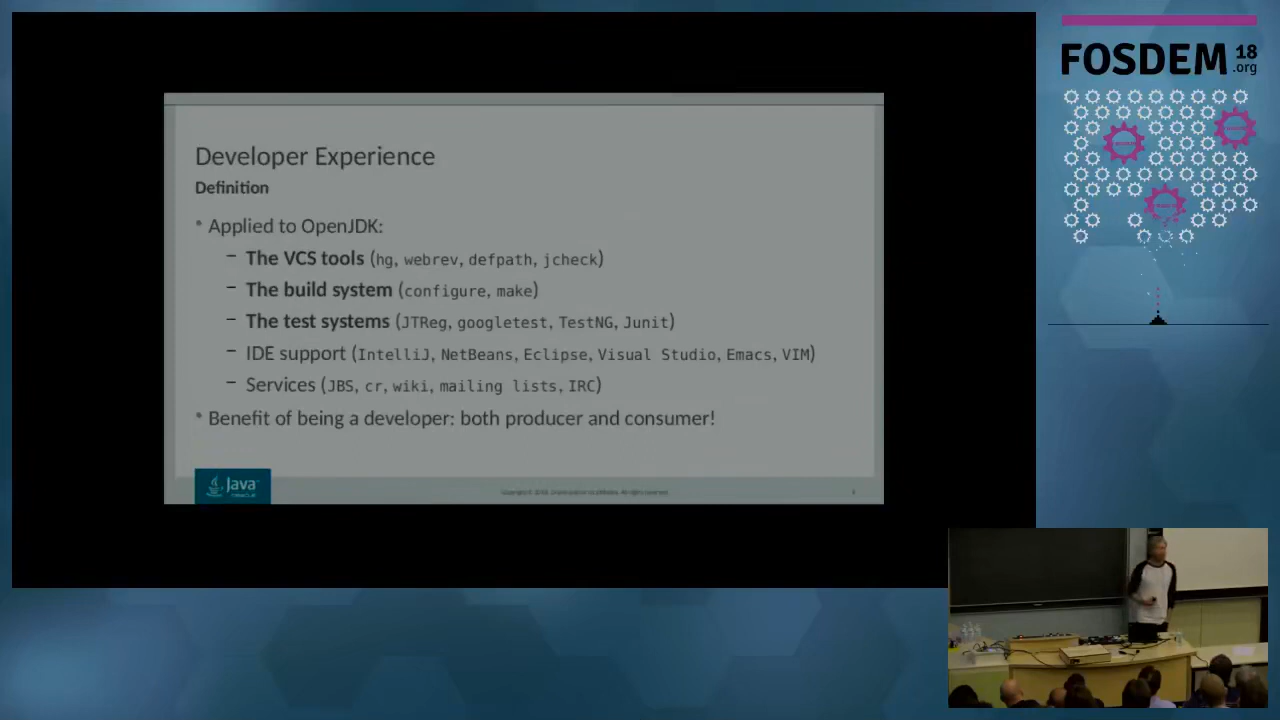 FOSDEM 18
.org
Developer Experience
Definition
• Applied to OpenJDK:
– The VCS tools (hg, webrev, defpath, jcheck)
– The build system (configure, make)
– The test systems (JTReg, googletest, TestNG, Junit)
– IDE support (IntelliJ, NetBeans, Eclipse, Visual Studio, Emacs, VIM)
– Services (JBS, cr, wiki, mailing lists, IRC)
• Benefit of being a developer: both producer and consumer!
Java
ORACLE